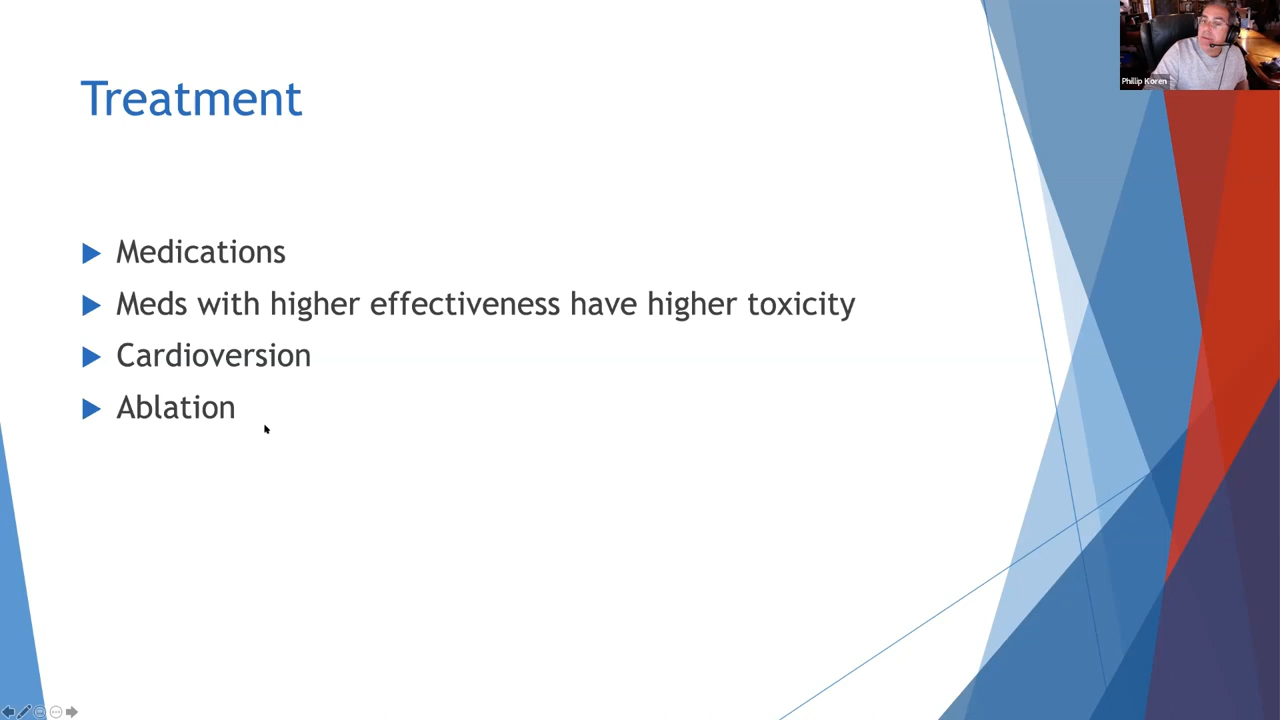 Phillip Koren
Treatment
Medications
Meds with higher effectiveness have higher toxicity
Cardioversion
Ablation